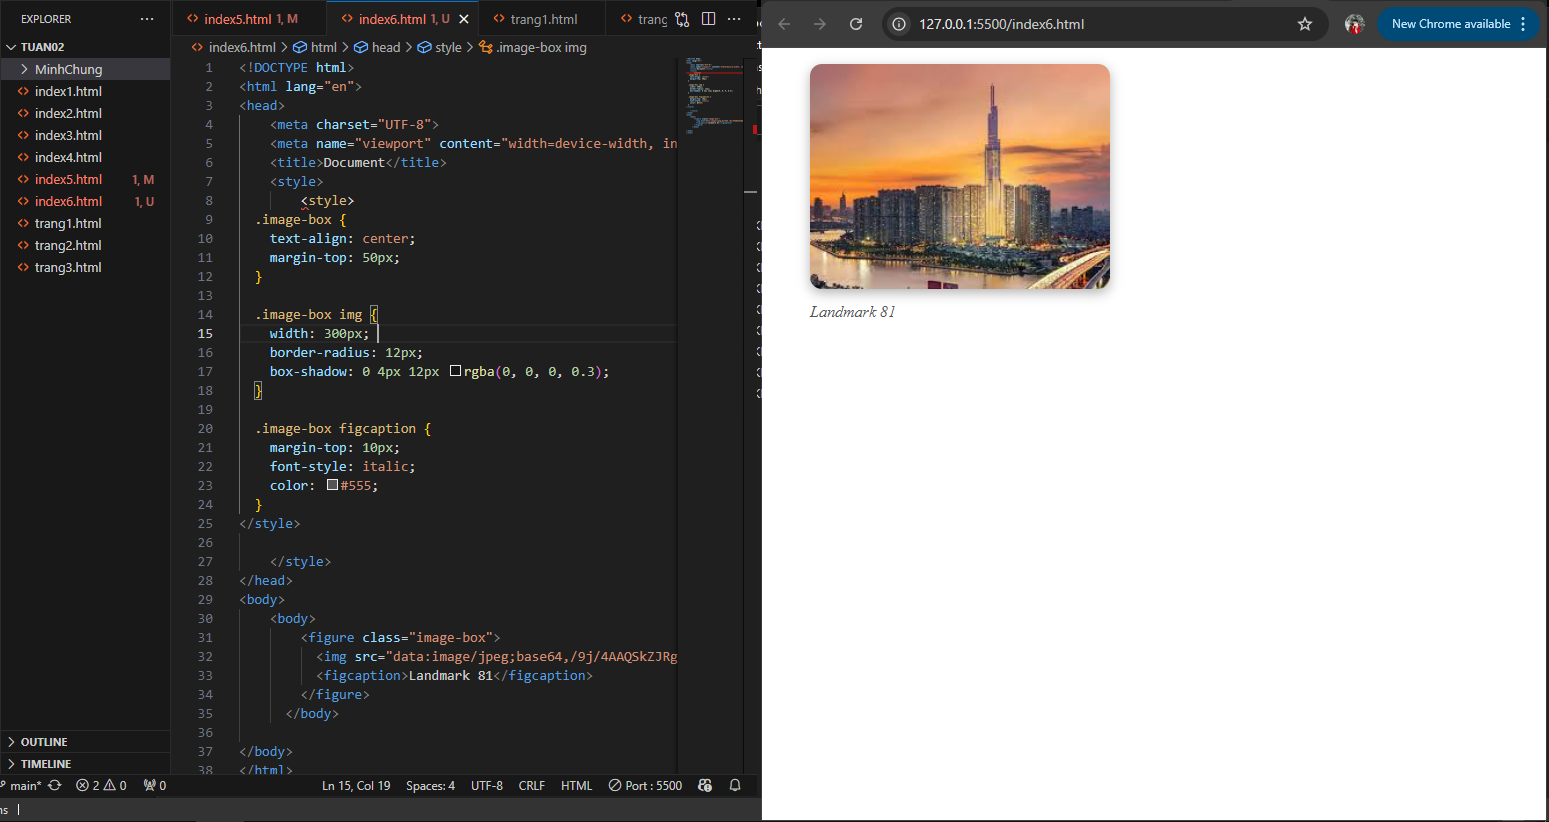 EXPLORER
TUAN02
MinhChung
index1.html
index2.html
index3.html
index4.html
index5.html 1, M
index6.html 1, U
trang1.html
trang2.html
trang3.html
OUTLINE
TIMELINE
index5.html 1, M
index6.html 1, U
trang1.html
trang
index6.html > html > head > style > .image-box img
1 <!DOCTYPE html>
2 <html lang="en">
3 <head>
4 <meta charset="UTF-8">
5 <meta name="viewport" content="width=device-width, in
6 <title>Document</title>
7 <style>
8 <style>
9 .image-box {
10 text-align: center;
11 margin-top: 50px;
12 }
13
14 .image-box img {
15 width: 300px;
16 border-radius: 12px;
17 box-shadow: 0 4px 12px rgba(0, 0, 0, 0.3);
18 }
19
20 .image-box figcaption {
21 margin-top: 10px;
22 font-style: italic;
23 color: #555;
24 }
25 </style>
26
27 </style>
28 </head>
29 <body>
30 <body>
31 <figure class="image-box">
32 <img src="data:image/jpeg;base64,/9j/4AAQSkZJRg
33 <figcaption>Landmark 81</figcaption>
34 </figure>
35 </body>
36
37 </body>
38 </html>
main* 2 0 0 Ln 15, Col 19 Spaces: 4 UTF-8 CRLF HTML Port : 5500
127.0.0.1:5500/index6.html
New Chrome available
Landmark 81